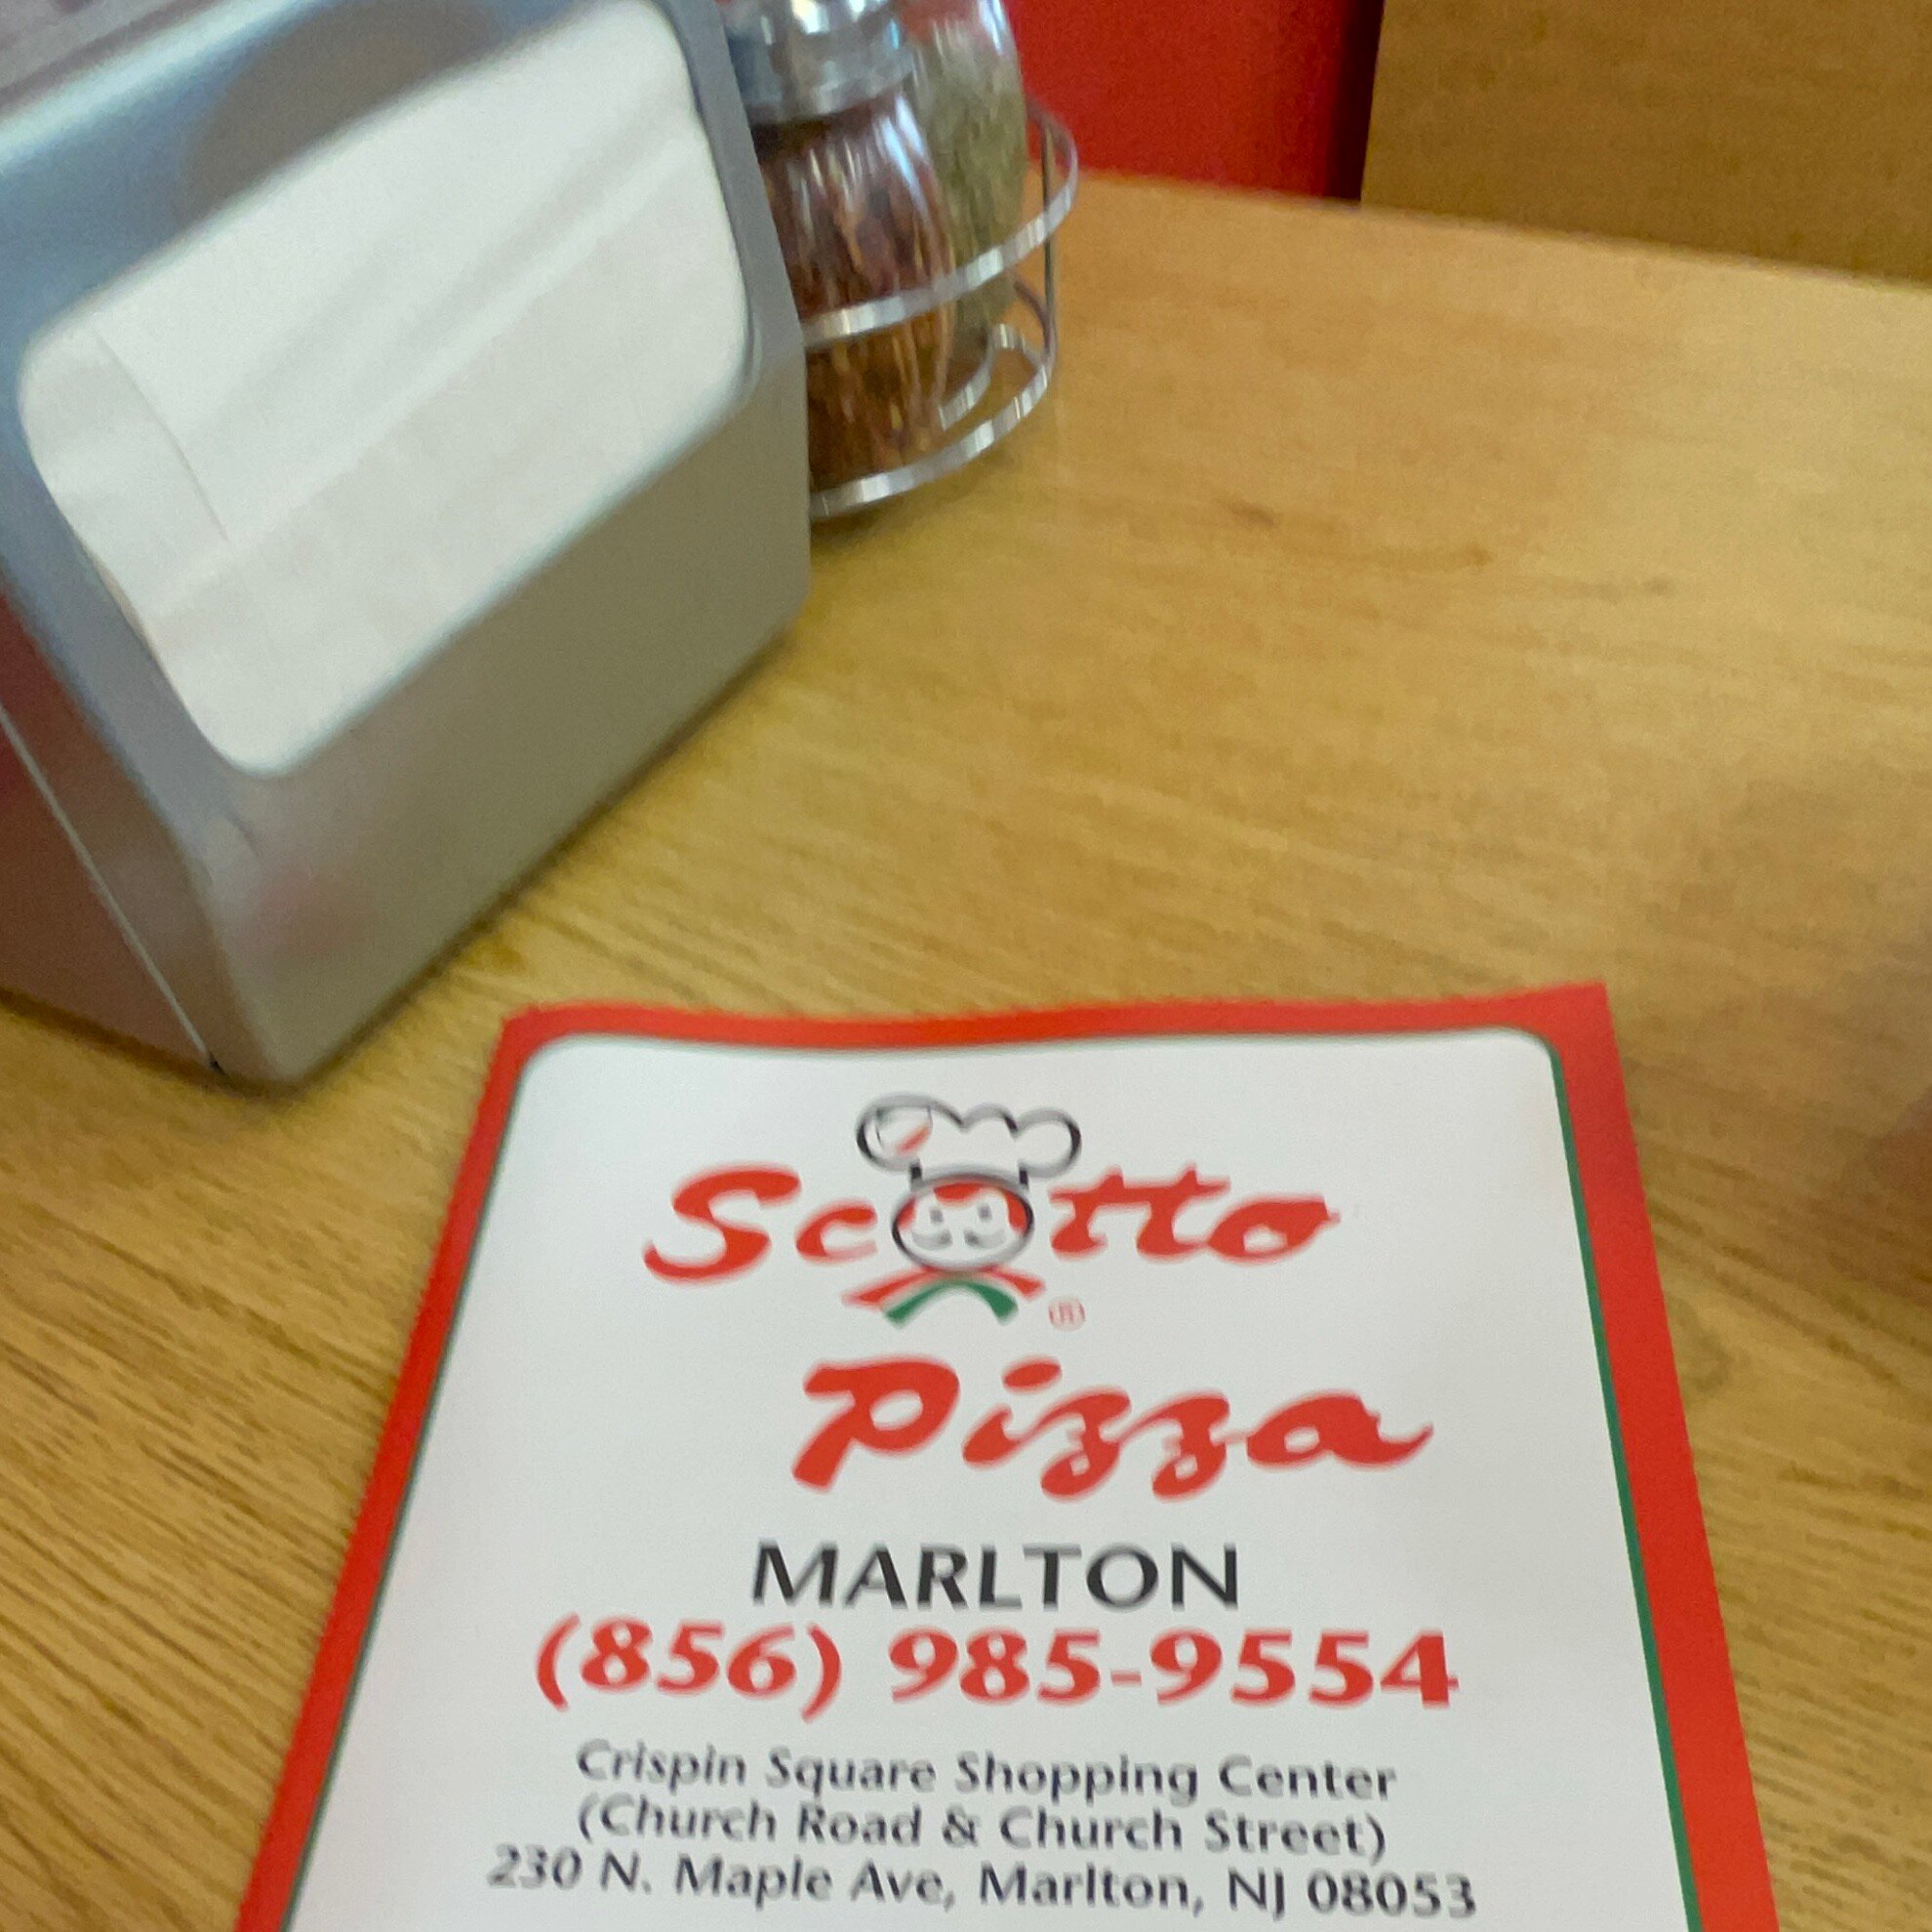 Scotto
®
Pizza
MARLTON
(856) 985-9554
Crispin Square Shopping Center
(Church Road & Church Street)
230 N. Maple Ave, Marlton, NJ 08053